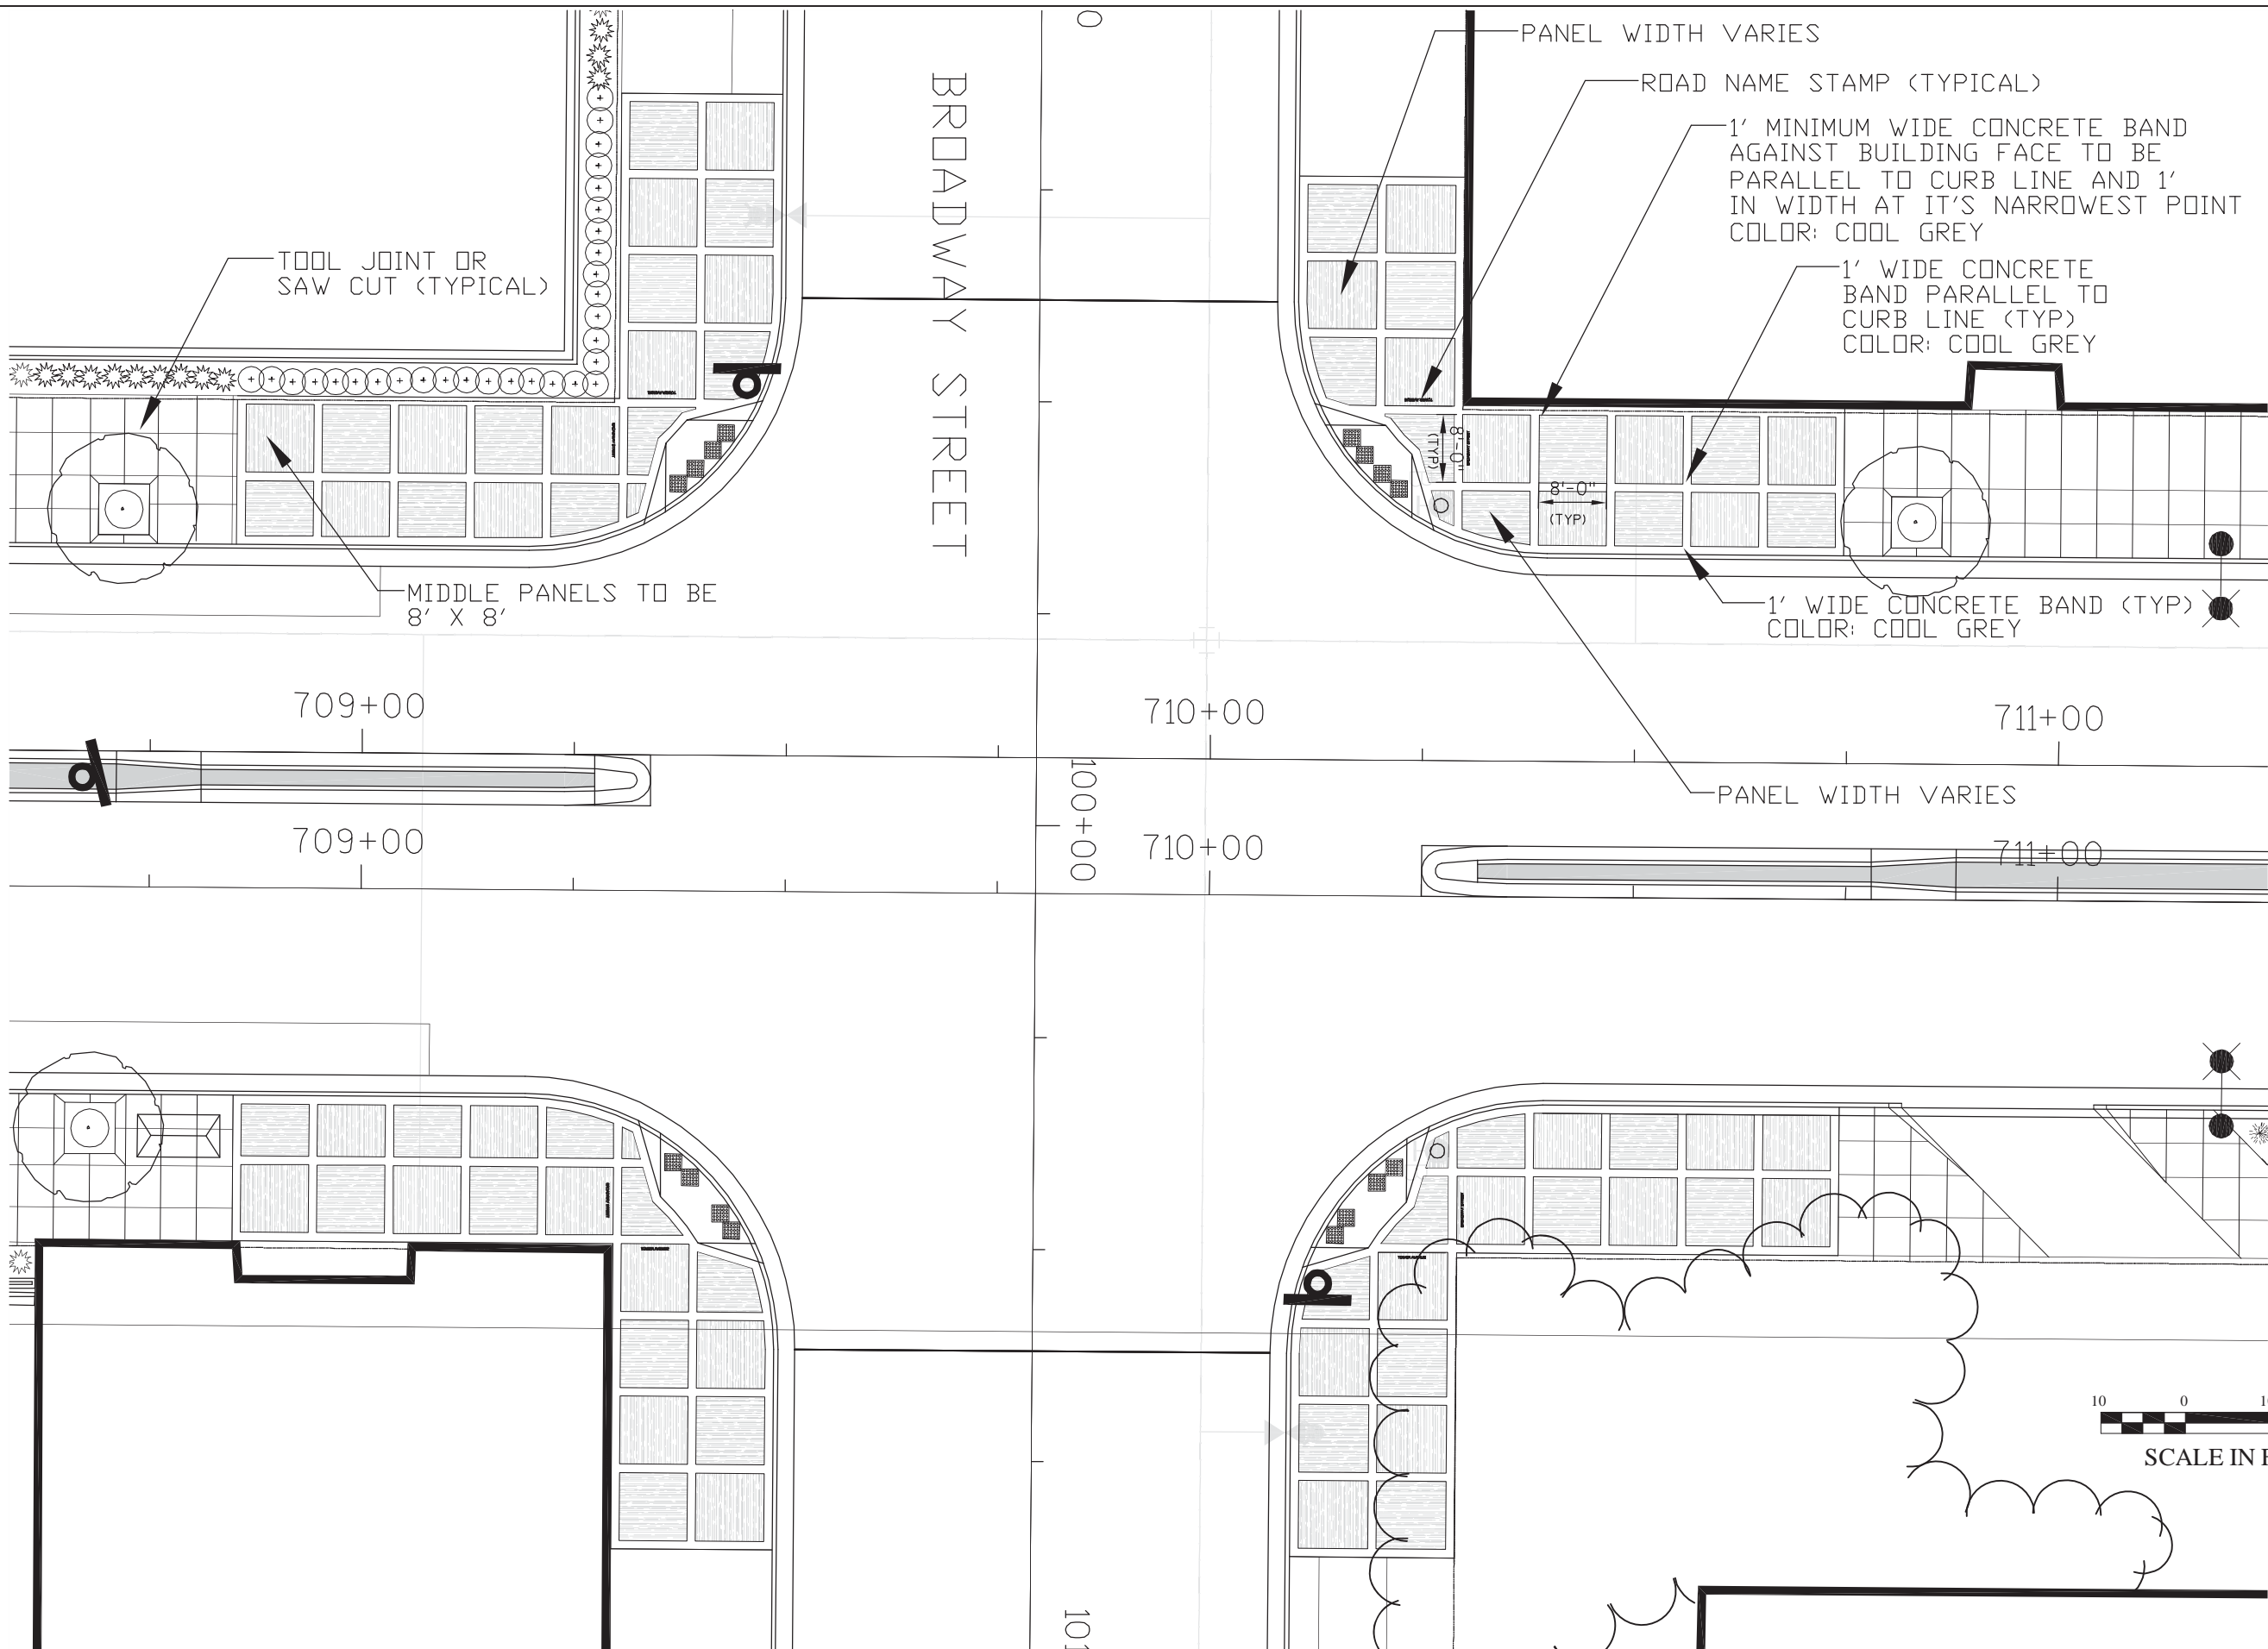 PANEL WIDTH VARIES
ROAD NAME STAMP (TYPICAL)
1' MINIMUM WIDE CONCRETE BAND
AGAINST BUILDING FACE TO BE
PARALLEL TO CURB LINE AND 1'
IN WIDTH AT IT'S NARROWEST POINT
COLOR: COOL GREY
1' WIDE CONCRETE
BAND PARALLEL TO
CURB LINE (TYP)
COLOR: COOL GREY
TOOL JOINT OR
SAW CUT (TYPICAL)
BROADWAY STREET
0
8'-0"
(TYP)
8'-0"
(TYP)
MIDDLE PANELS TO BE
8' X 8'
1' WIDE CONCRETE BAND (TYP)
COLOR: COOL GREY
709+00
710+00
711+00
PANEL WIDTH VARIES
100+00
709+00
710+00
711+00
10 0
SCALE IN
101